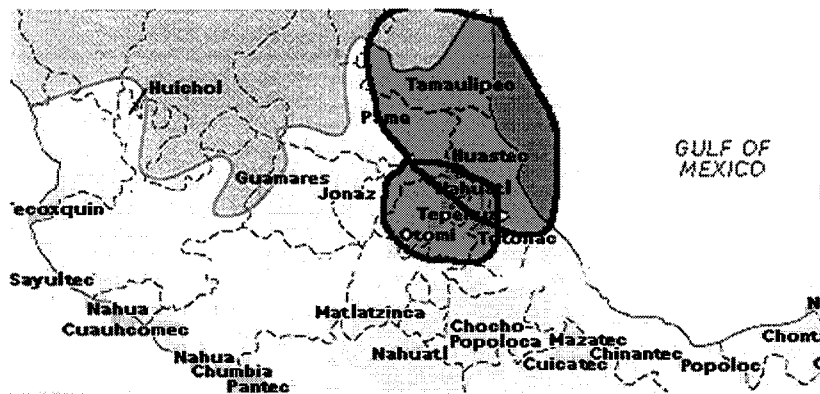 Huichol
Tamaulipec
Pame
Huastec
GULF OF
MEXICO
Guamares
Jonaz
Nahuatl
Tepehua
ecoxquin
Otomi
Totonac
Sayultec
Nahua
Cuauhcomec
Matlatzinca
Chocho-
Popoloca
Mazatec
N
Chont
Nahua
Chumbia
Pantec
Nahuatl
Cuicatec
Chinantec
Popoloc